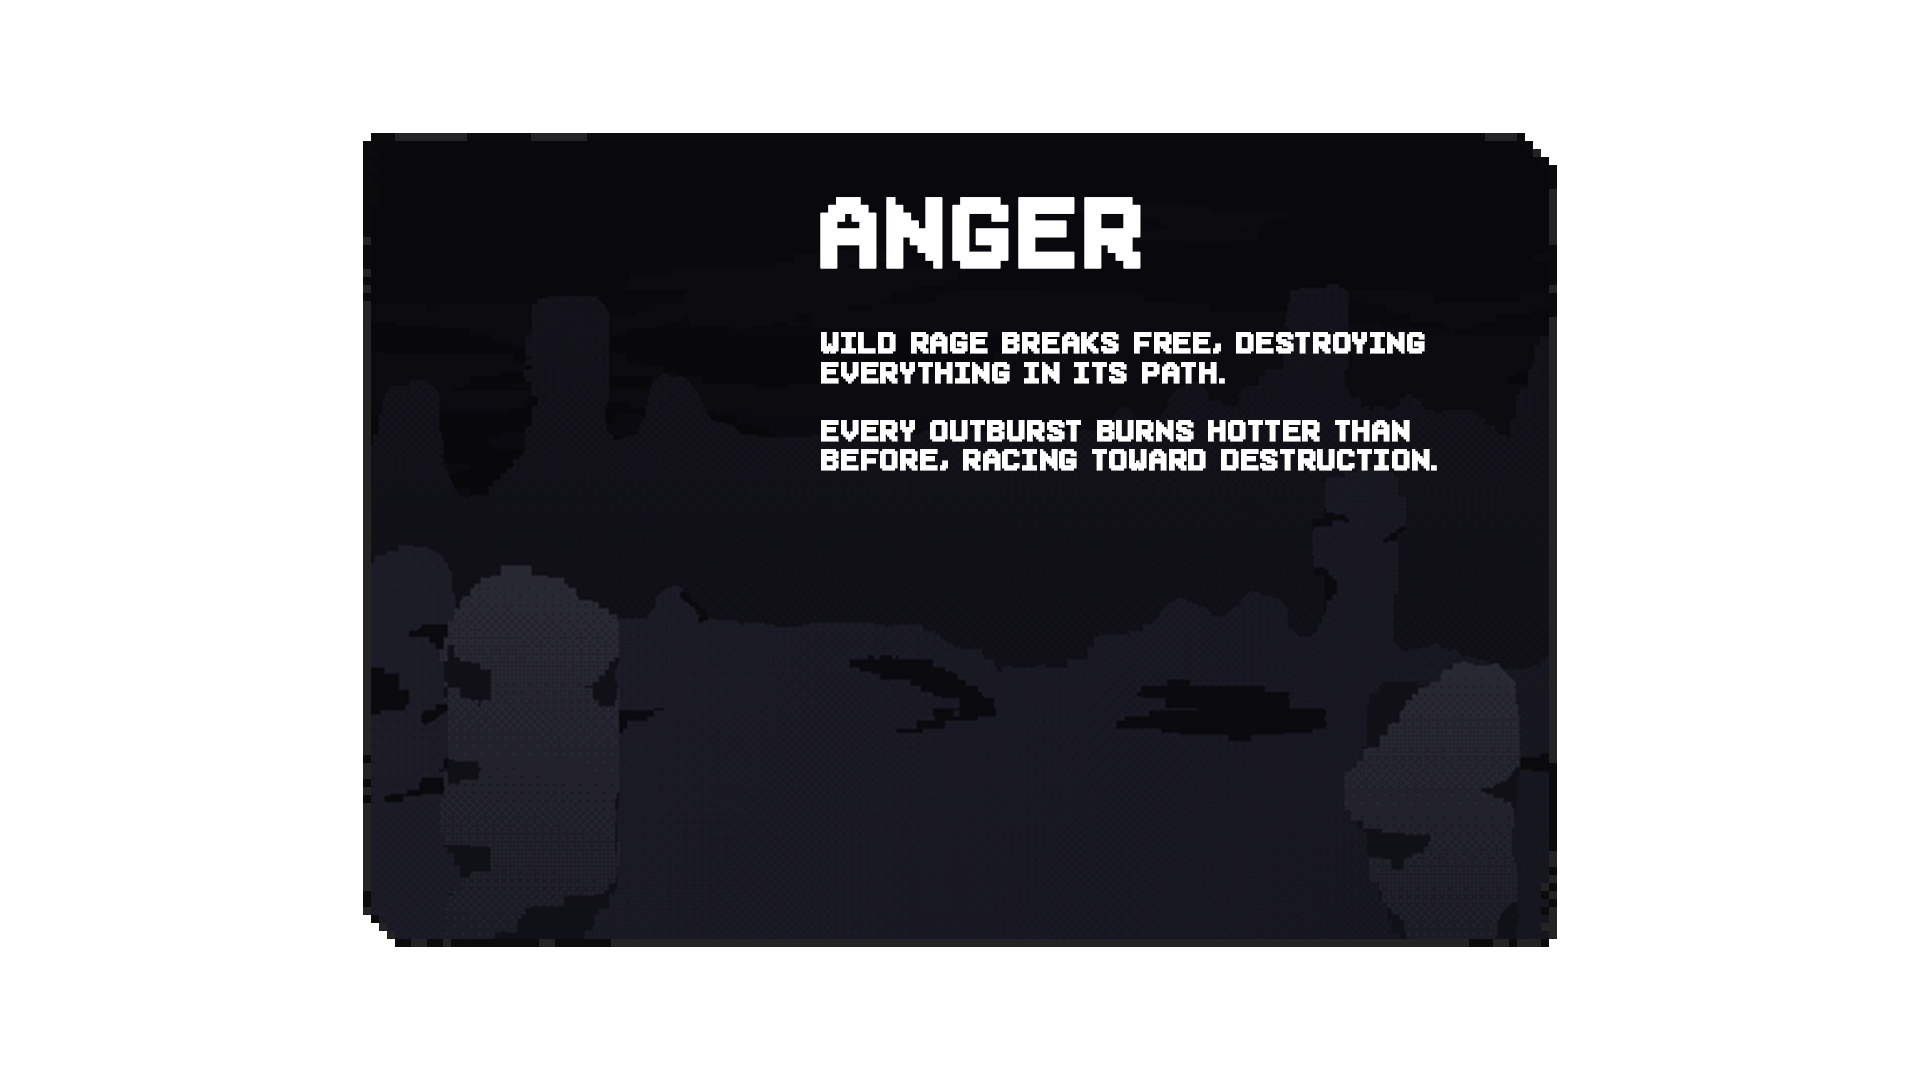 ANGER
WILD RAGE BREAKS FREE, DESTROYING
EVERYTHING IN ITS PATH.
EVERY OUTBURST BURNS HOTTER THAN
BEFORE, RACING TOWARD DESTRUCTION.